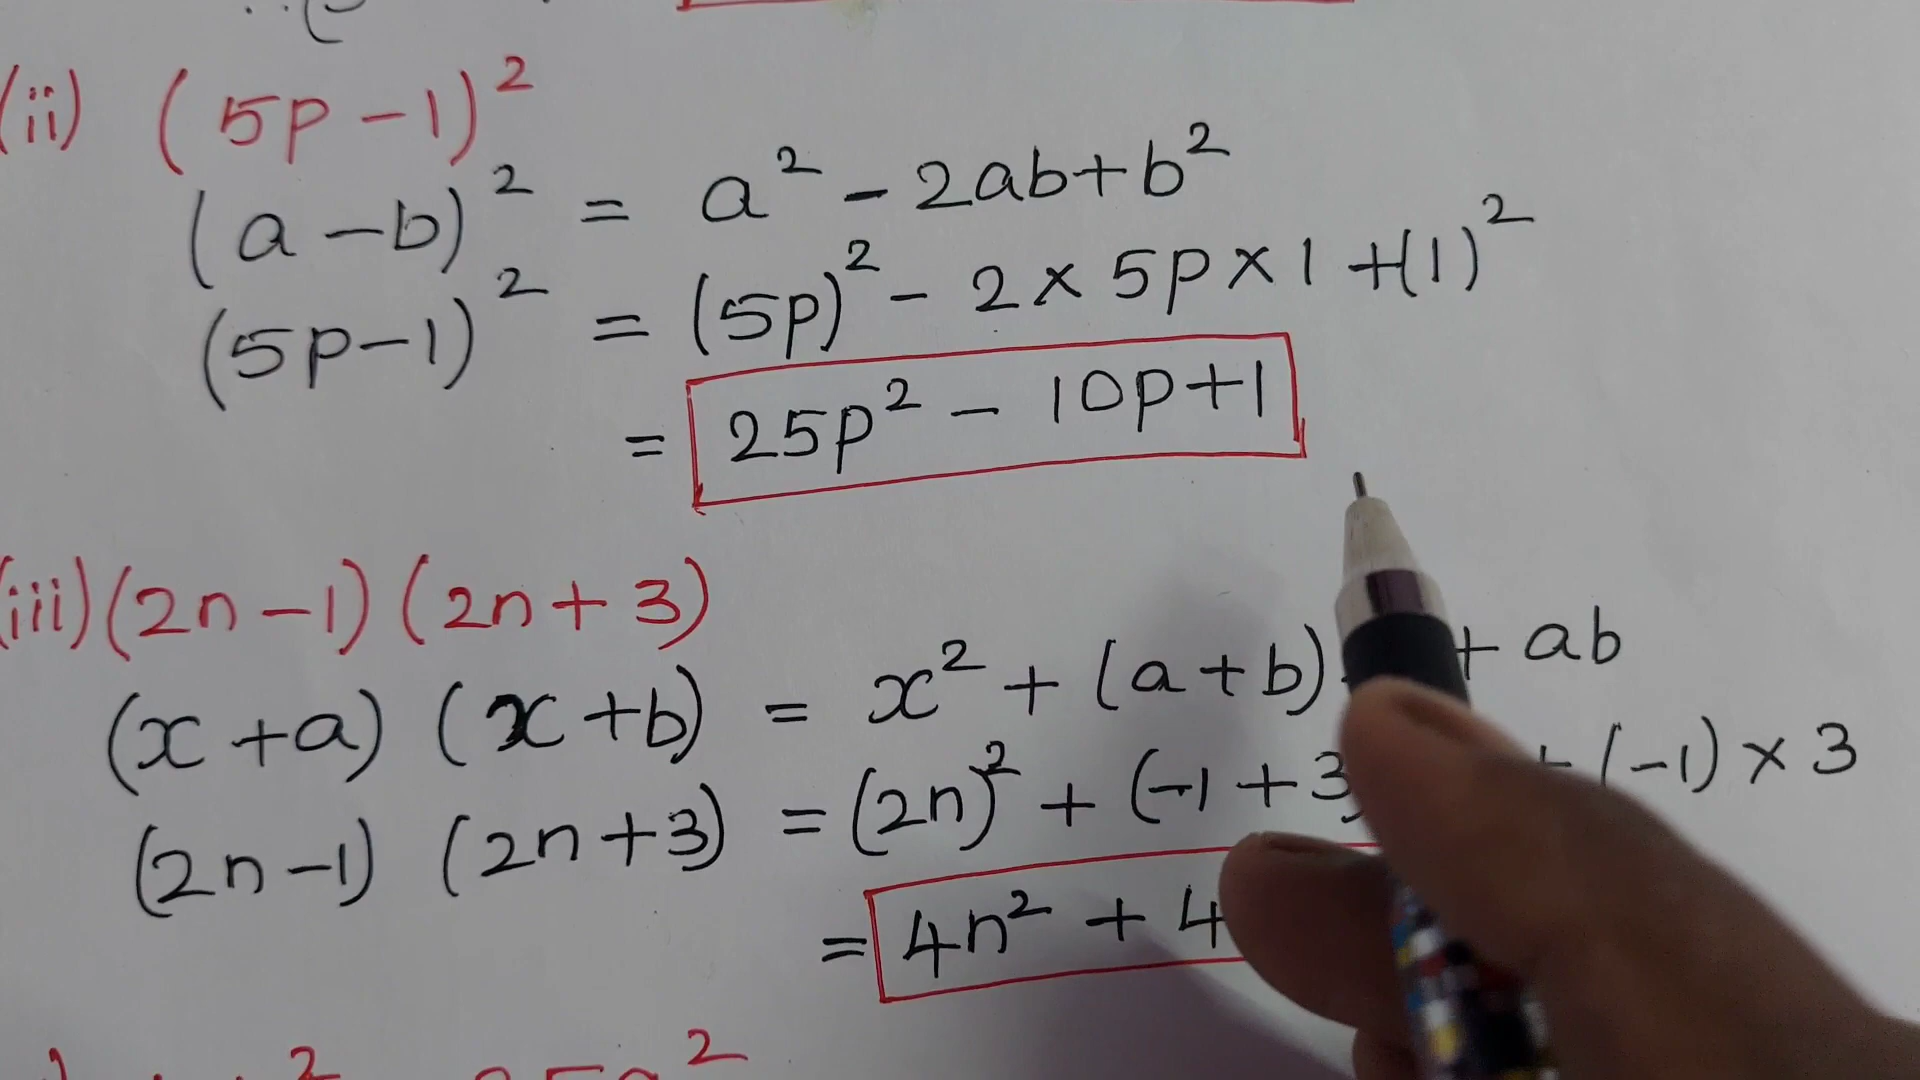 (ii) (5p-1)²
(a-b)² = a² - 2ab+b²
(5p-1)² = (5p)² - 2 × 5p × 1 +(1)²
= 25p² - 10p+1
(iii) (2n-1) (2n+3)
(x+a) (x+b) = x² + (a+b) + ab
(2n-1) (2n+3) = (2n)² + (-1+3) + (-1) × 3
= 4n² + 4